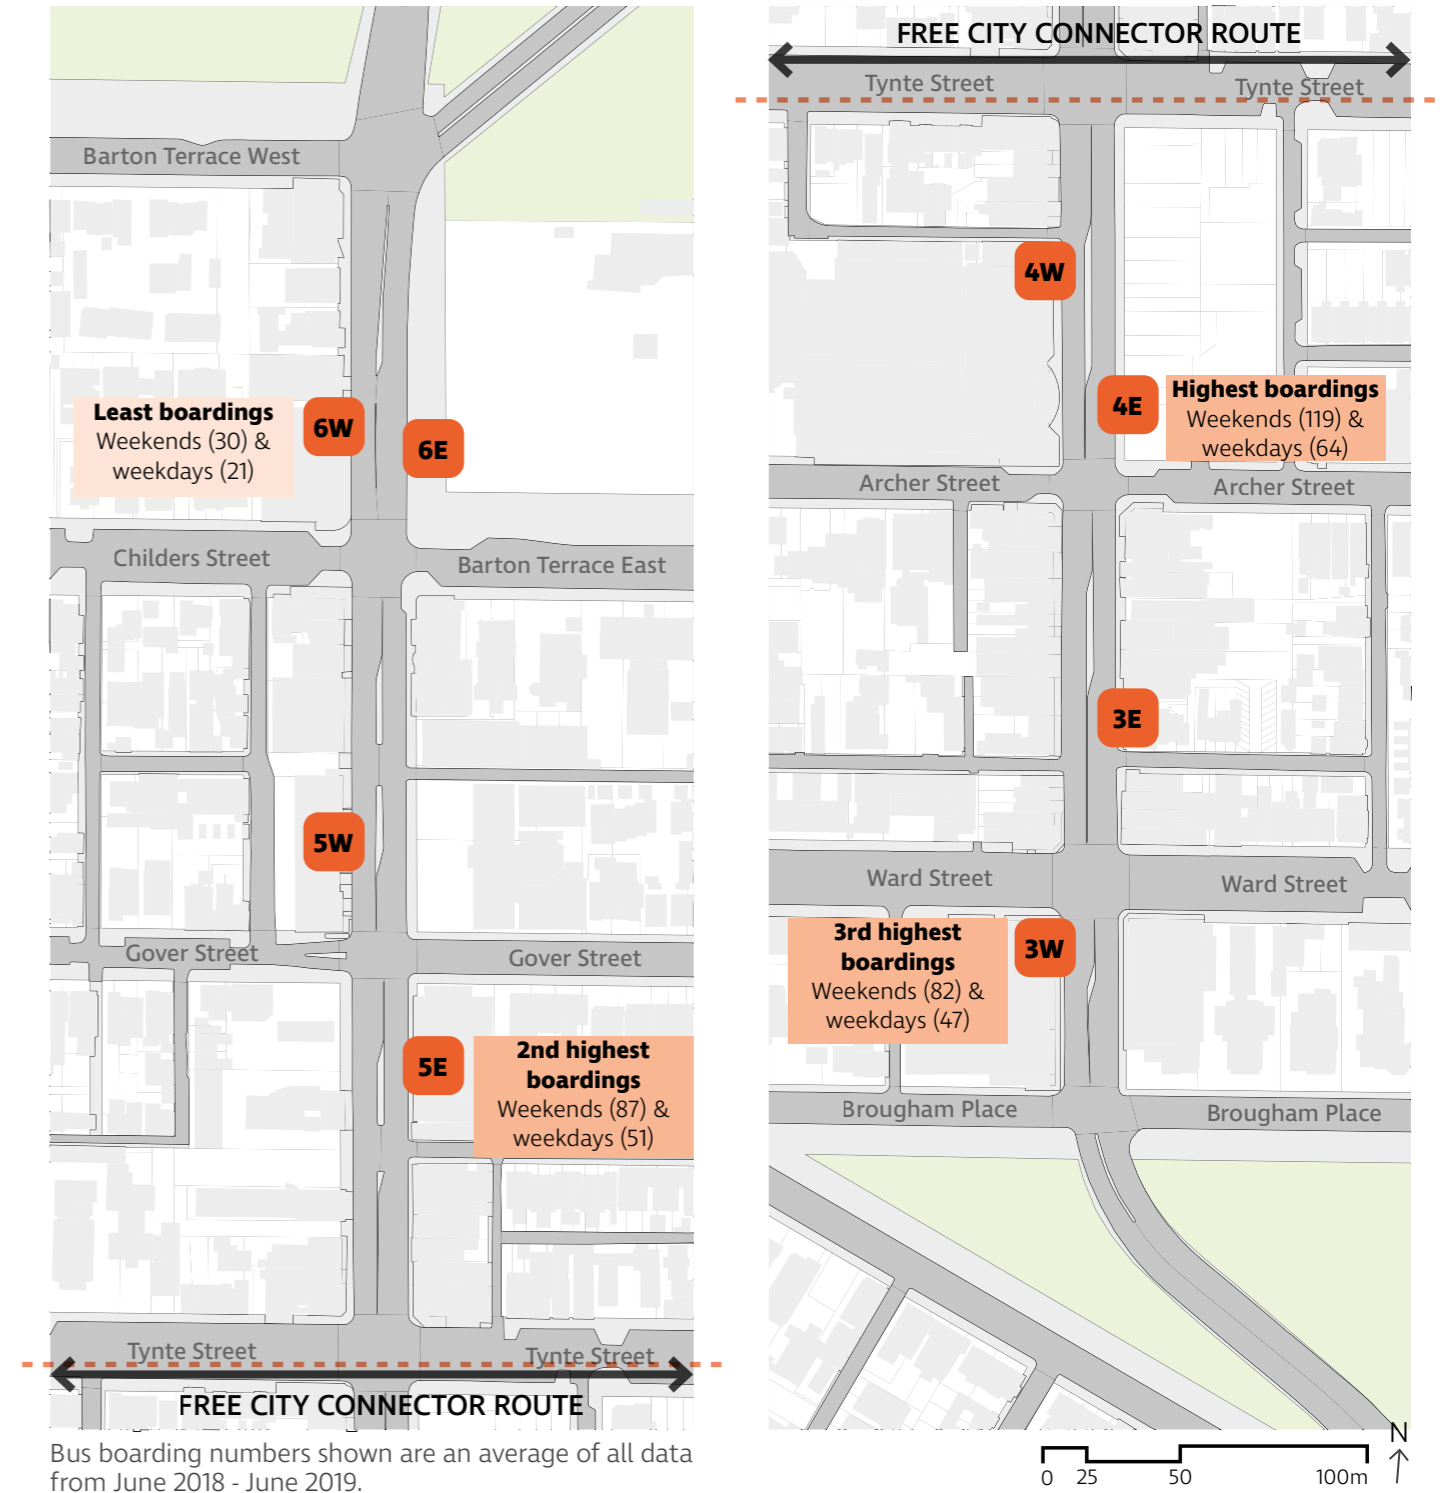 Barton Terrace West
Least boardings
Weekends (30) &
weekdays (21)
6W
6E
Childers Street
Barton Terrace East
5W
Gover Street
Gover Street
5E
2nd highest
boardings
Weekends (87) &
weekdays (51)
Tynte Street
Tynte Street
FREE CITY CONNECTOR ROUTE
Bus boarding numbers shown are an average of all data
from June 2018 - June 2019.
FREE CITY CONNECTOR ROUTE
Tynte Street
Tynte Street
4W
4E
Highest boardings
Weekends (119) &
weekdays (64)
Archer Street
Archer Street
3E
Ward Street
Ward Street
3rd highest
boardings
Weekends (82) &
weekdays (47)
3W
Brougham Place
Brougham Place
0 25 50 100m
N